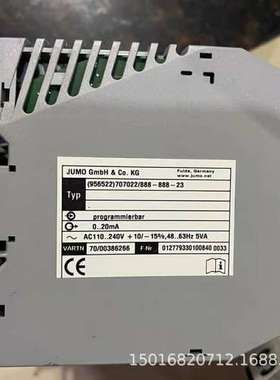 JUMO GmbH & Co. KG
Fulda, Germany
www.jumo.net
Typ
(956522)707022/888-888-23
programmierbar
0..20mA
AC110..240V +10/-15%,48..63Hz 5VA
VARTN 70/00386266 F-Nr 012779330100840 0033
CE
i
15016820712.1688.